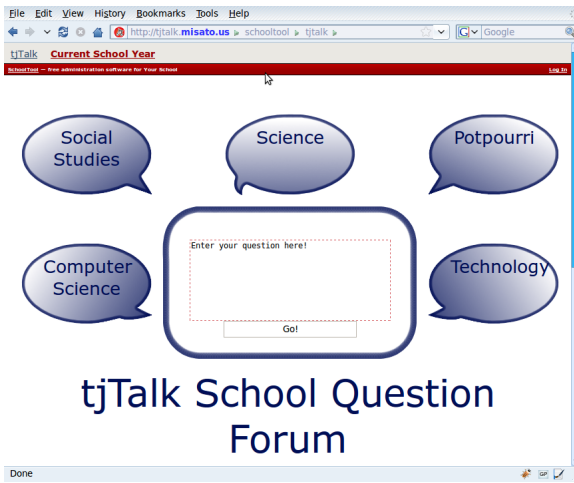 File Edit View History Bookmarks Tools Help
http://tjtalk.misato.us ▸ schooltool ▸ tjtalk ▸ Google
tjTalk Current School Year
SchoolTool — free administration software for Your School Log In
Social
Studies
Science
Potpourri
Enter your question here!
Computer
Science
Technology
Go!
tjTalk School Question
Forum
Done GP